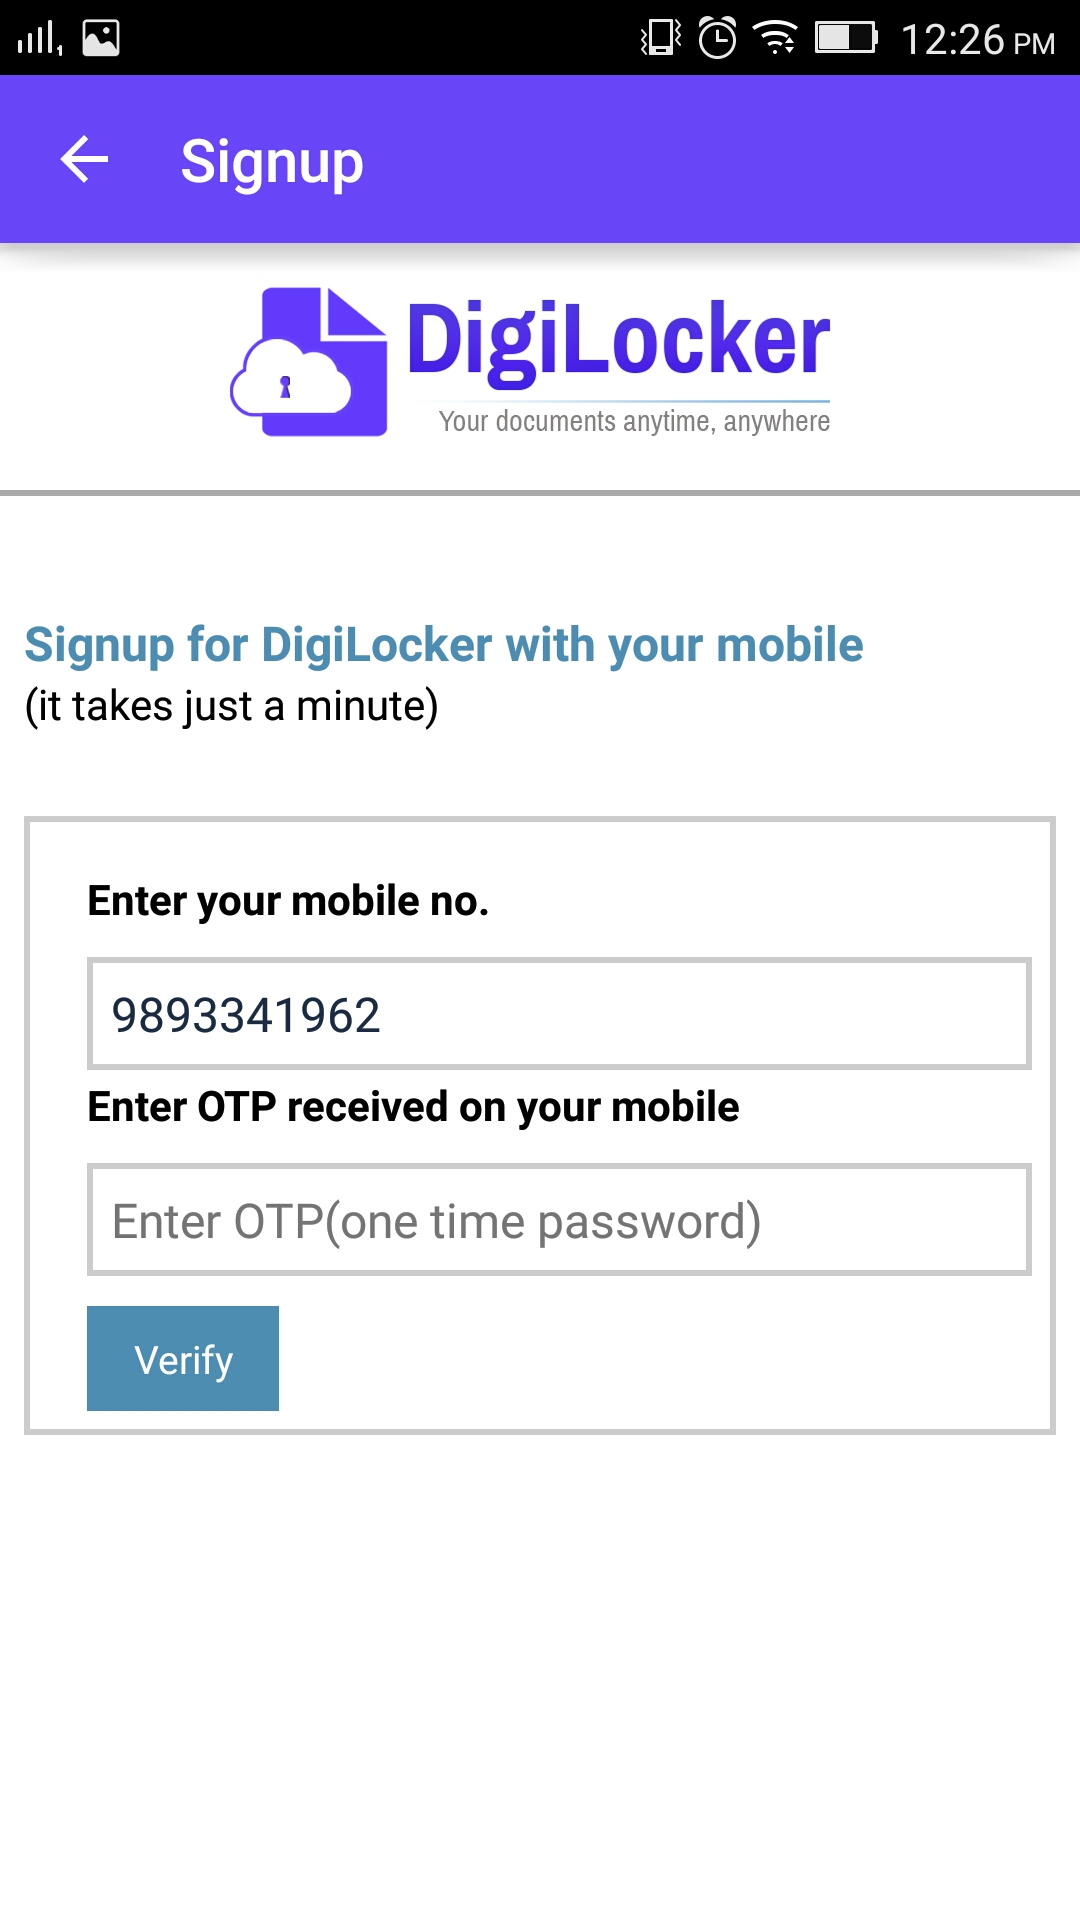 12:26 PM
Signup
DigiLocker
Your documents anytime, anywhere
Signup for DigiLocker with your mobile
(it takes just a minute)
Enter your mobile no.
9893341962
Enter OTP received on your mobile
Enter OTP(one time password)
Verify